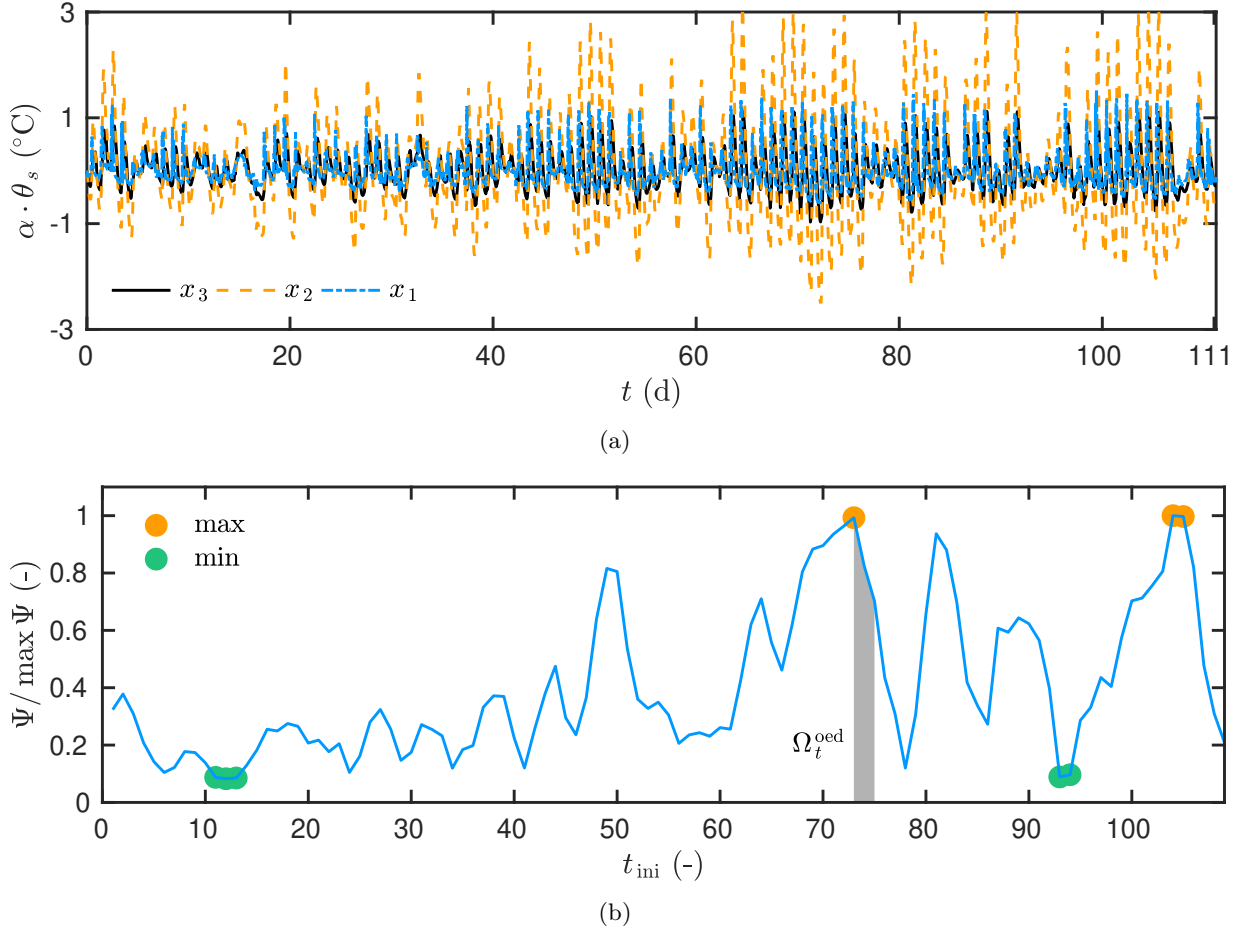 3
1
-1
-3
α · θ_s (°C)
x_3 x_2 x_1
0 20 40 60 80 100 111
t (d)
(a)
1
0.8
0.6
0.4
0.2
0
Ψ/ max Ψ (-)
max
min
Ω_t^oed
0 10 20 30 40 50 60 70 80 90 100
t_ini (-)
(b)